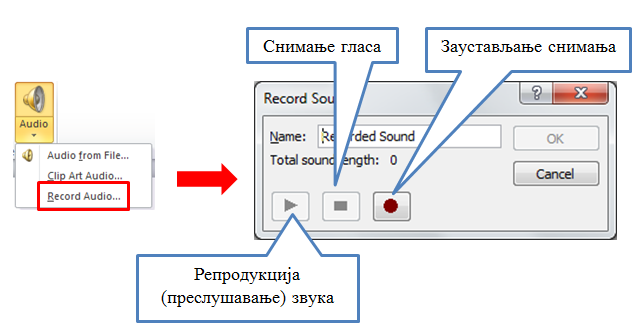 Снимање гласа
Заустављање снимања
Audio
Audio from File...
Clip Art Audio...
Record Audio...
Record Sou
Name: Recorded Sound
OK
Total sound length: 0
Cancel
Репродукција
(преслушавање) звука